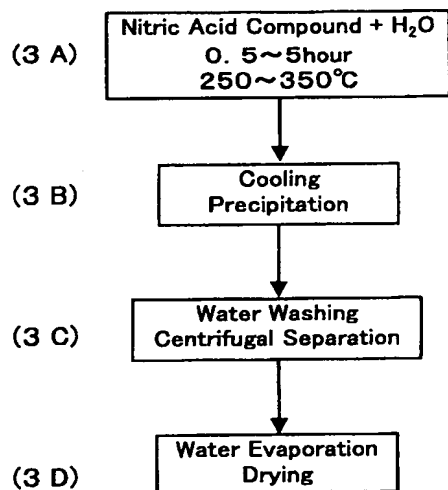 Nitric Acid Compound + H₂O
(3 A) 0. 5~5hour
250~350℃
Cooling
(3 B) Precipitation
Water Washing
(3 C) Centrifugal Separation
Water Evaporation
(3 D) Drying